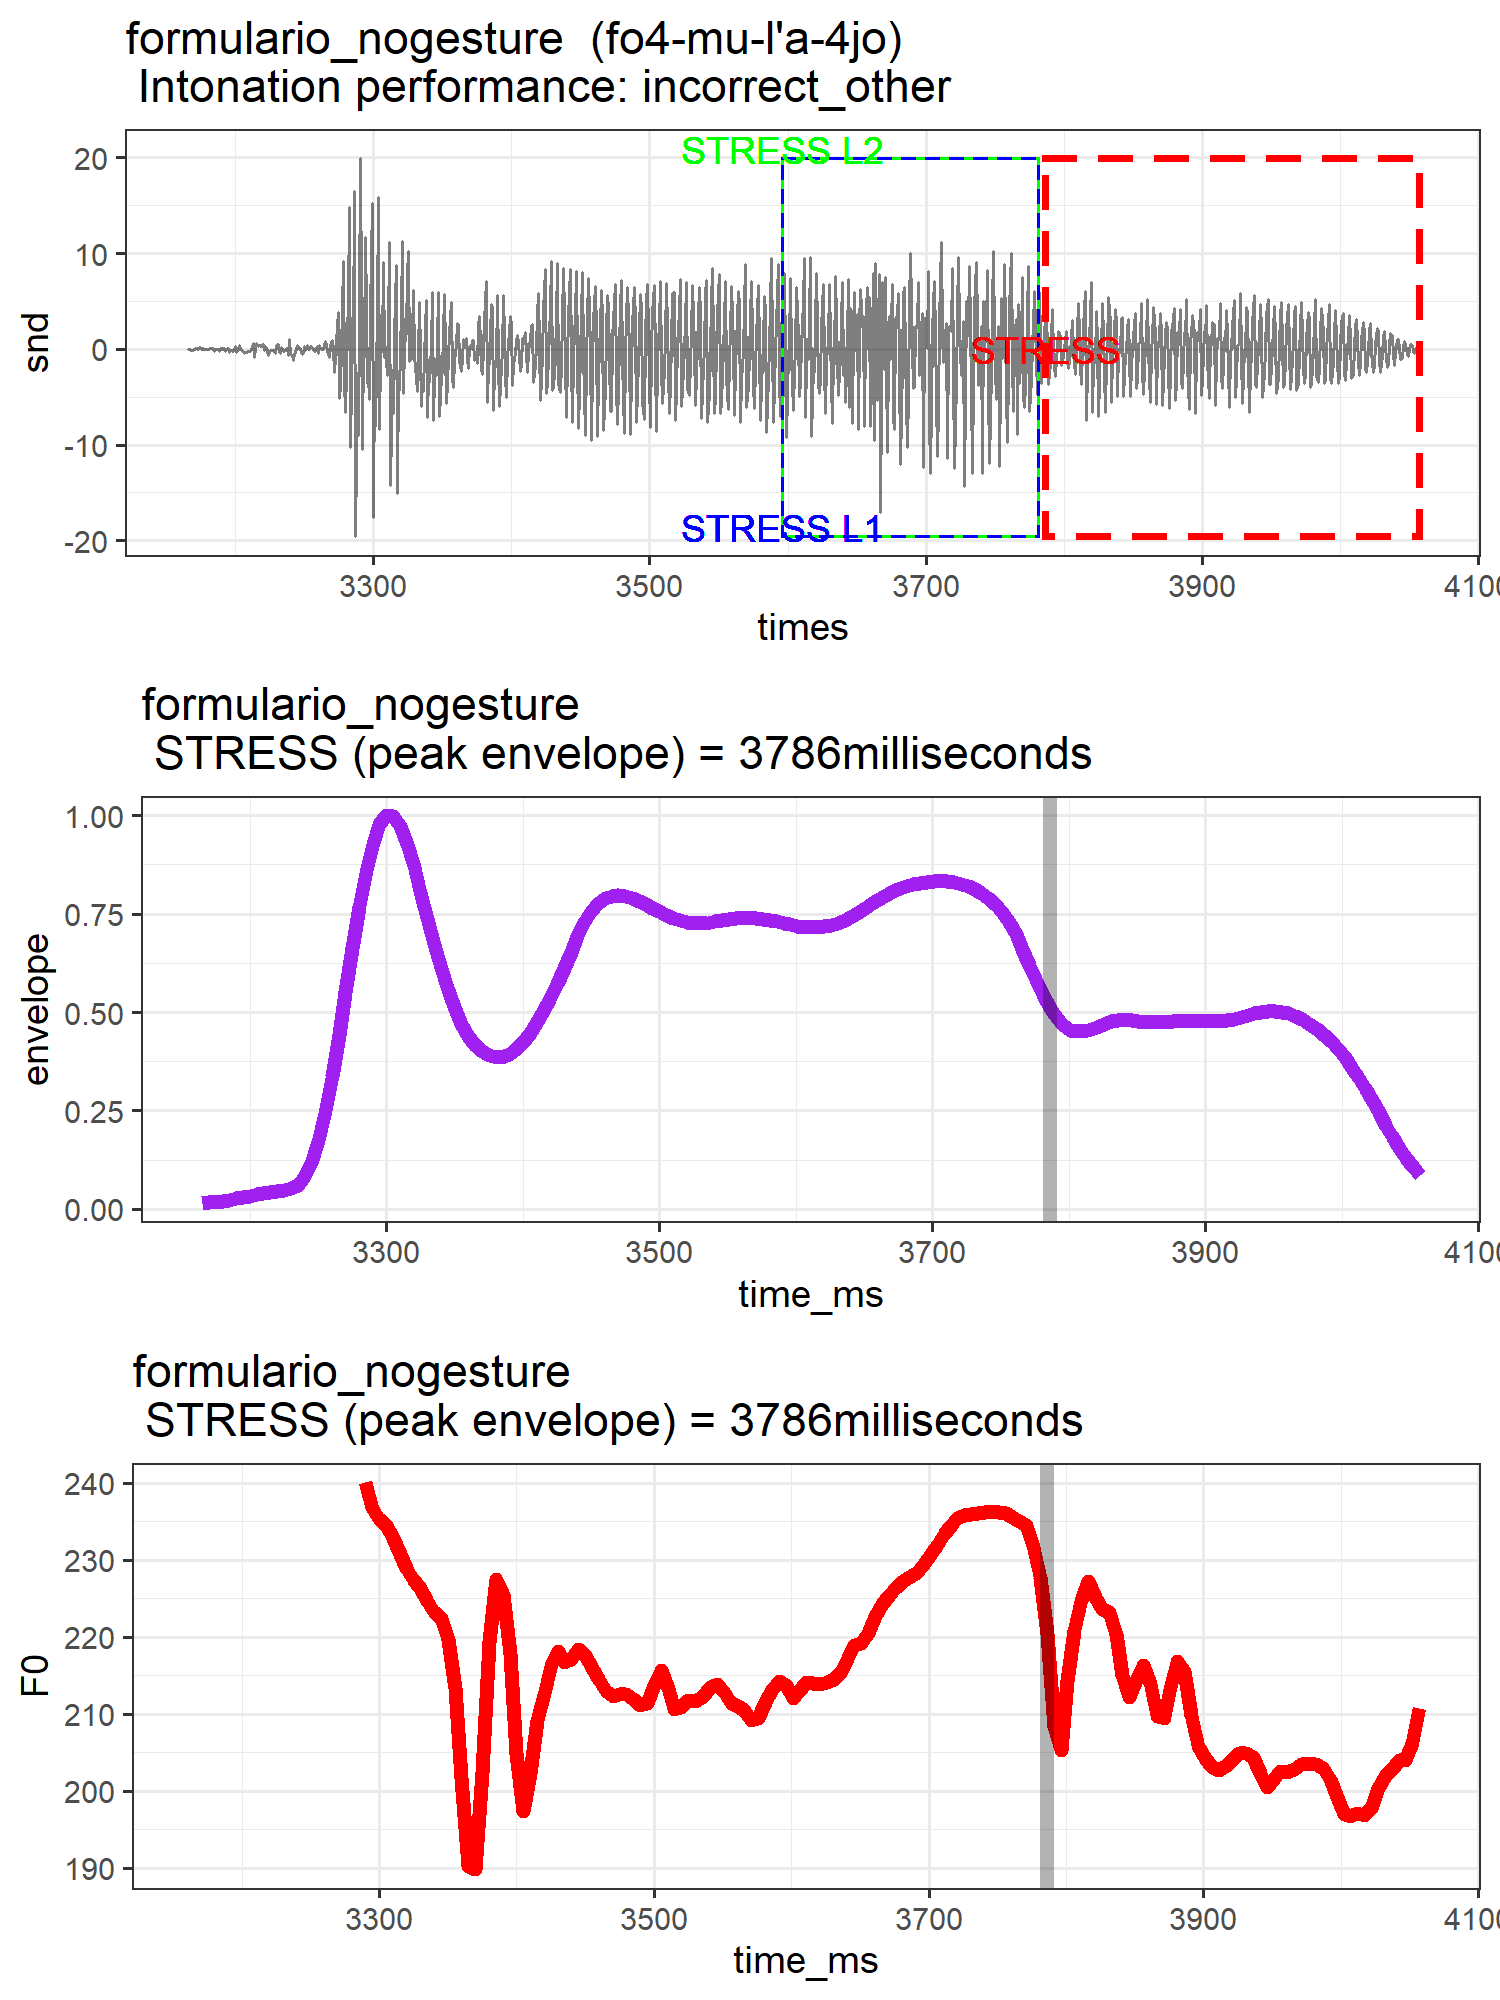 formulario_nogesture  (fo4-mu-l'a-4jo)
Intonation performance: incorrect_other
STRESS L2
STRESS
STRESS L1
20
10
0
-10
-20
snd
3300 3500 3700 3900 4100
times
formulario_nogesture
STRESS (peak envelope) = 3786milliseconds
1.00
0.75
0.50
0.25
0.00
envelope
3300 3500 3700 3900 4100
time_ms
formulario_nogesture
STRESS (peak envelope) = 3786milliseconds
240
230
220
210
200
190
F0
3300 3500 3700 3900 4100
time_ms